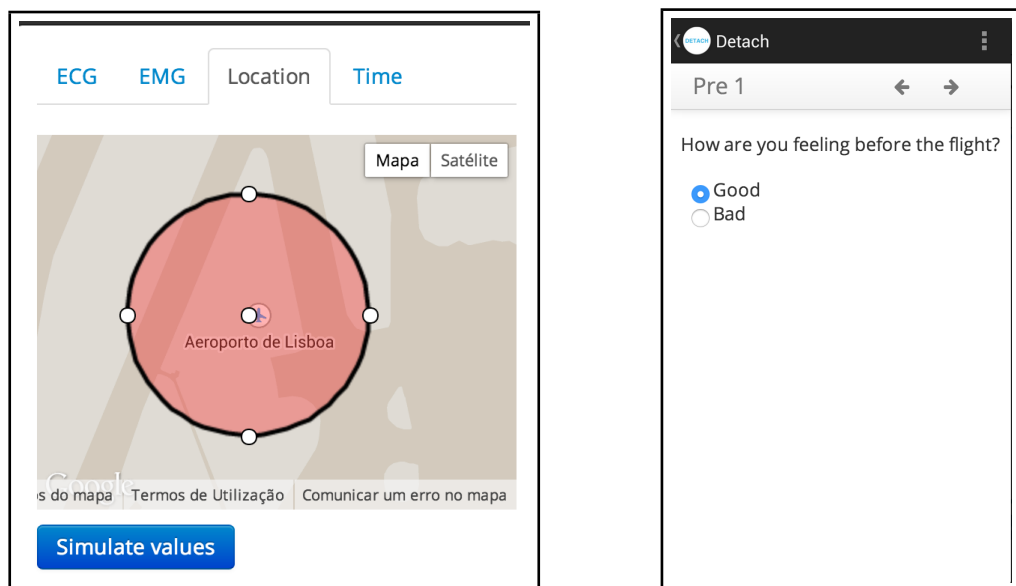 ECG EMG Location Time
Mapa Satélite
Aeroporto de Lisboa
Google
s do mapa Termos de Utilização Comunicar um erro no mapa
Simulate values
DETACH Detach
Pre 1
How are you feeling before the flight?
Good
Bad